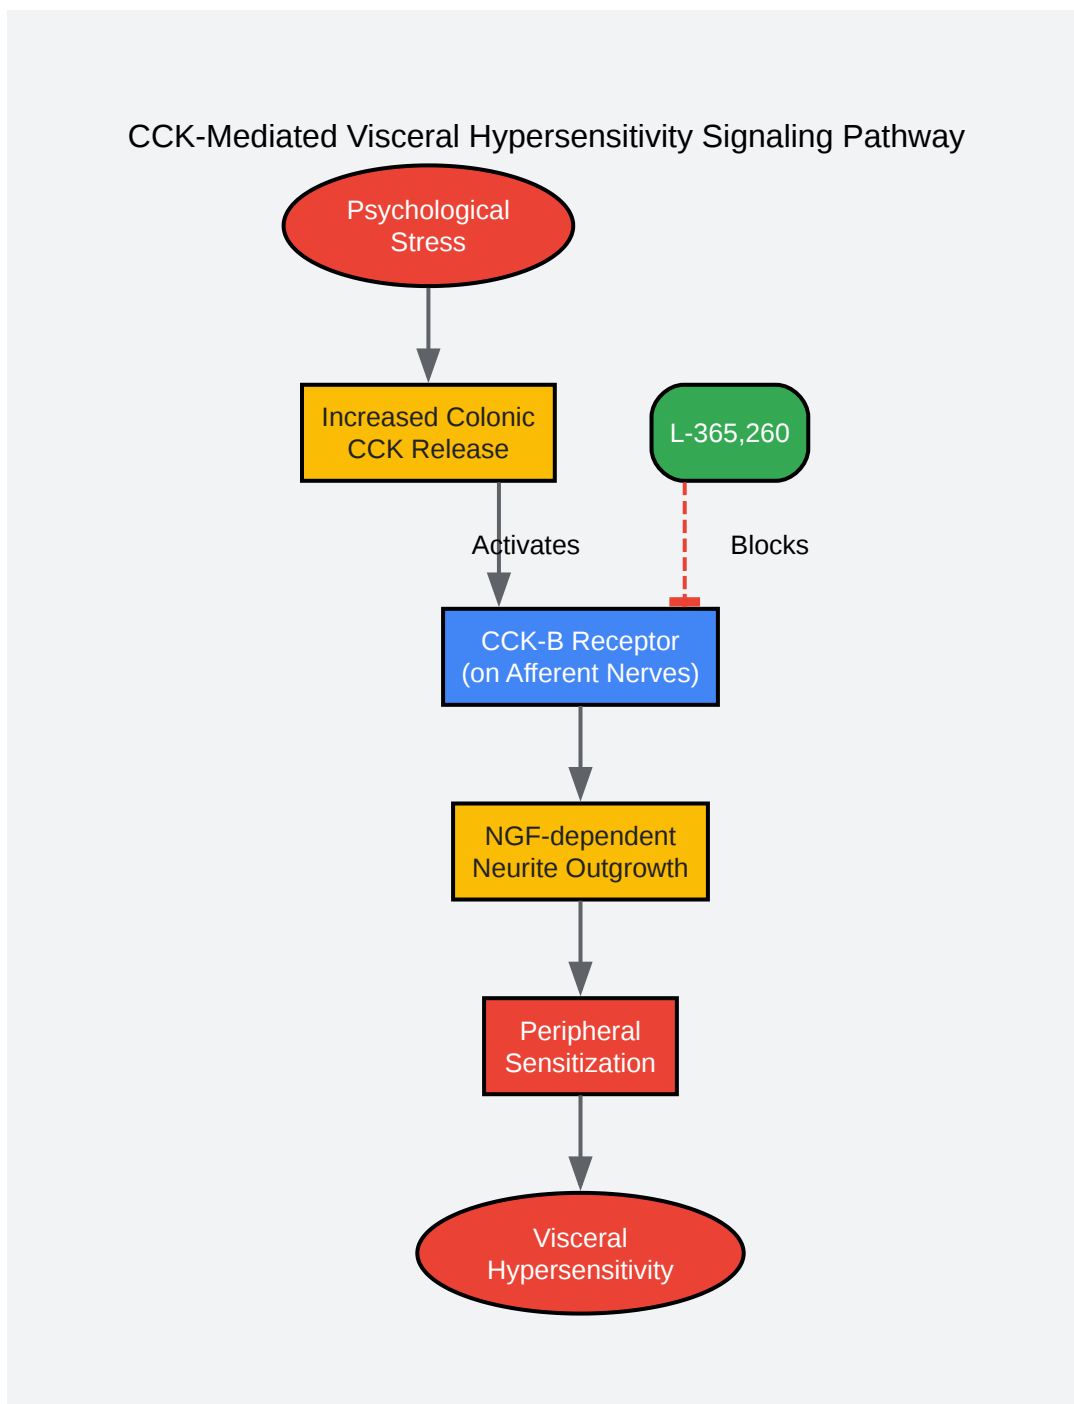 CCK-Mediated Visceral Hypersensitivity Signaling Pathway
Psychological
Stress
Increased Colonic
CCK Release
L-365,260
Activates
Blocks
CCK-B Receptor
(on Afferent Nerves)
NGF-dependent
Neurite Outgrowth
Peripheral
Sensitization
Visceral
Hypersensitivity